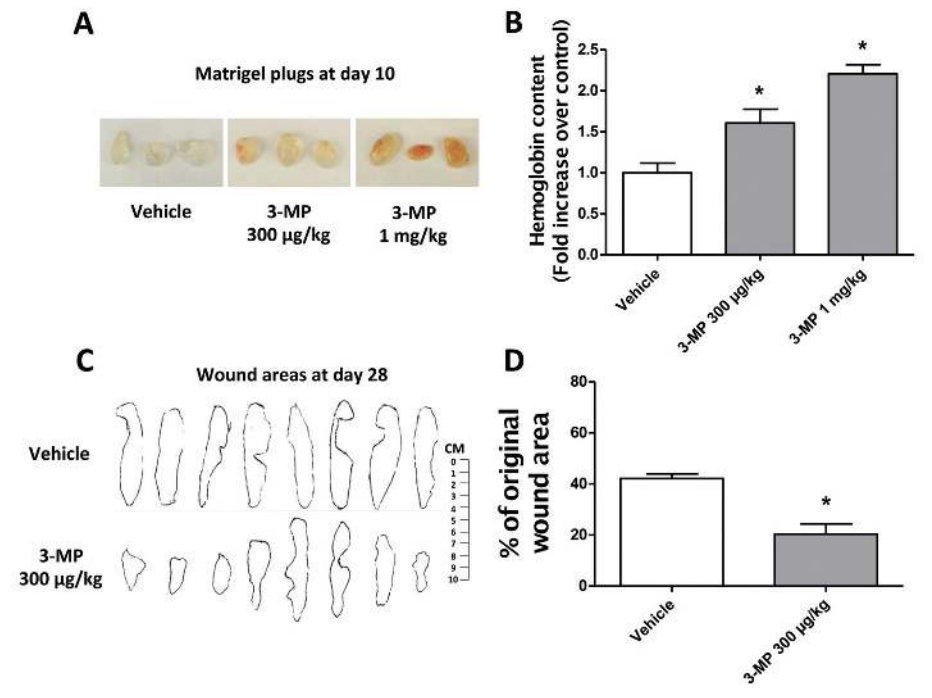 A
Matrigel plugs at day 10
Vehicle
3-MP
300 µg/kg
3-MP
1 mg/kg
B
Hemoglobin content
(Fold increase over control)
2.5
2.0
1.5
1.0
0.5
0.0
*
*
Vehicle
3-MP 300 µg/kg
3-MP 1 mg/kg
C
Wound areas at day 28
Vehicle
3-MP
300 µg/kg
CM
0
1
2
3
4
5
6
7
8
9
10
D
% of original
wound area
80
60
40
20
0
*
Vehicle
3-MP 300 µg/kg